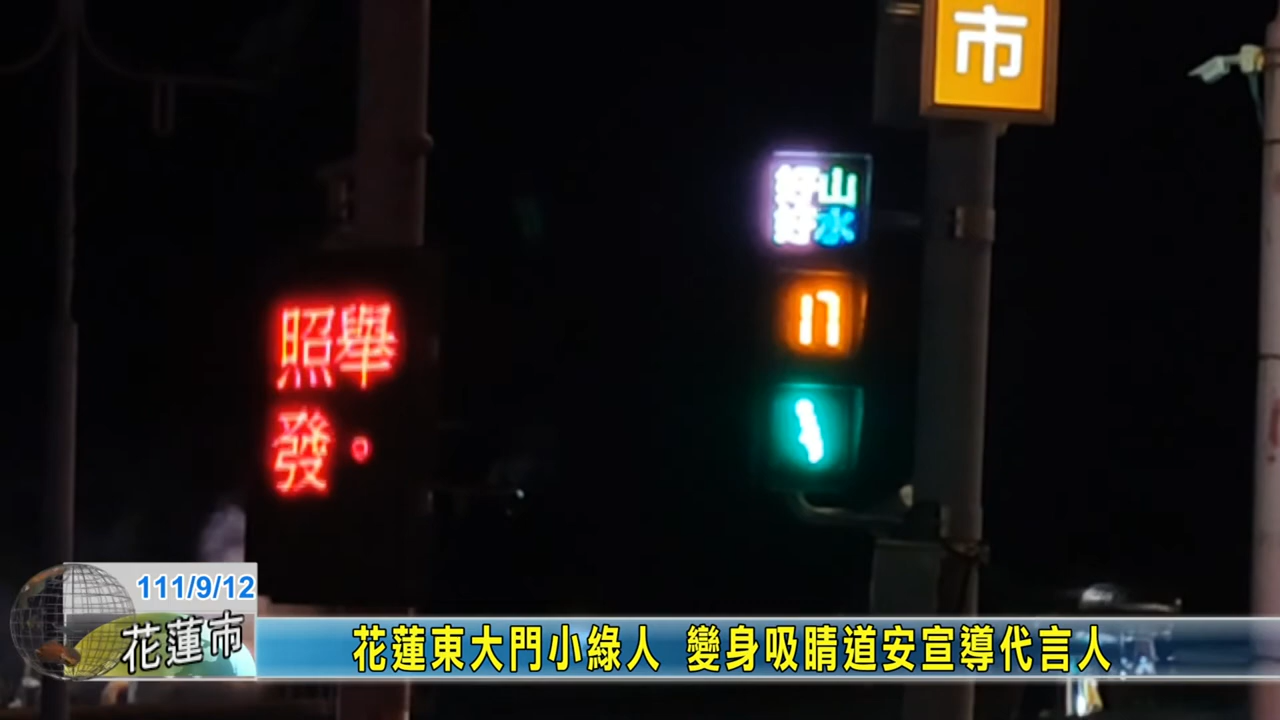 市
好山
好水
17
照舉
發。
111/9/12
花蓮市
花蓮東大門小綠人 變身吸睛道安宣導代言人